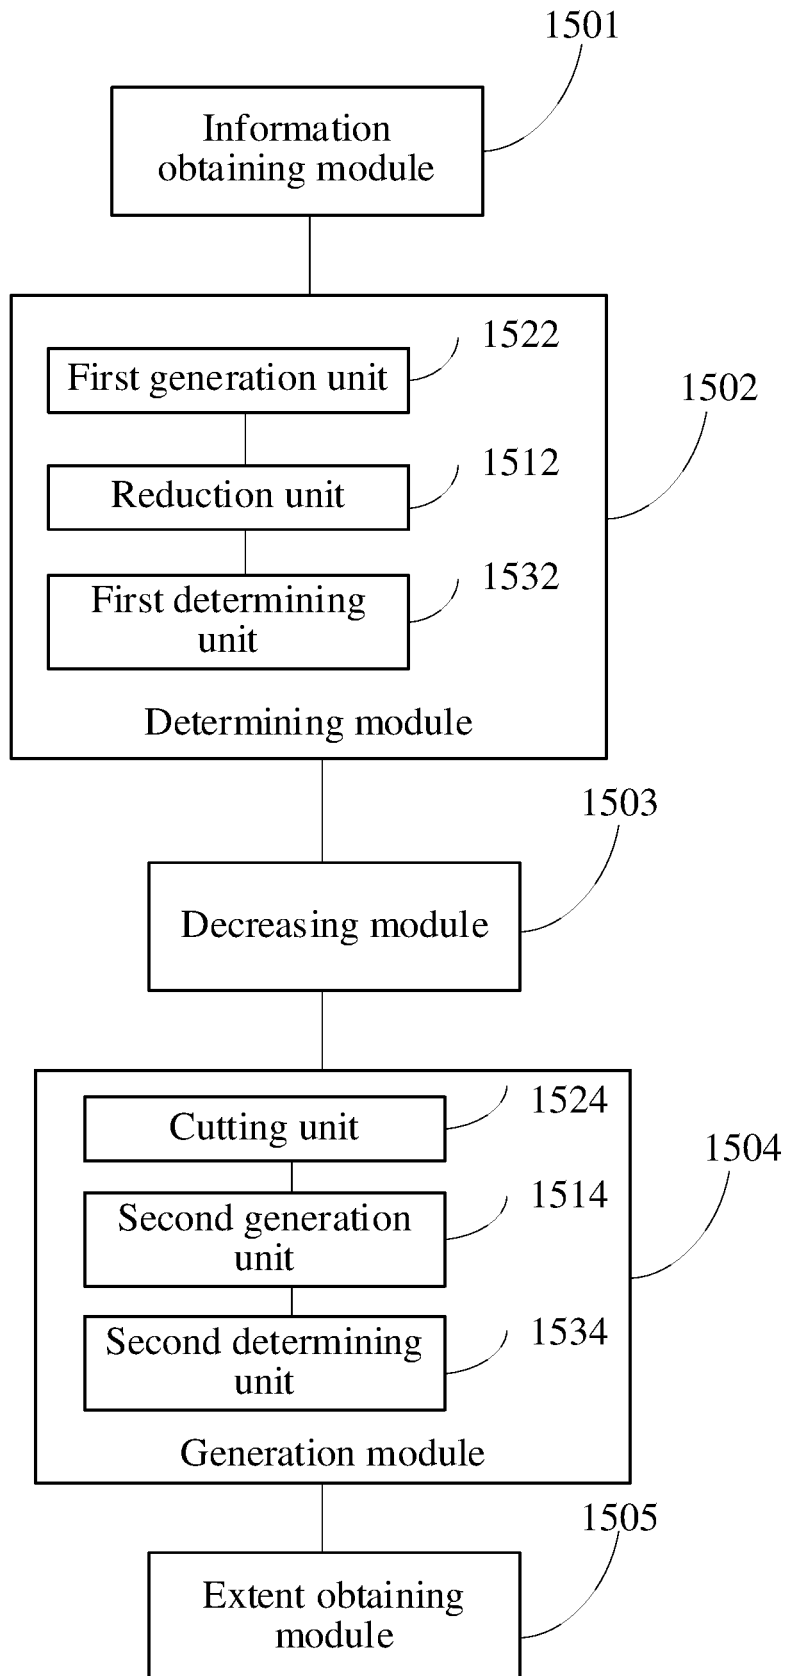 1501
Information
obtaining module
1522
First generation unit
1502
1512
Reduction unit
1532
First determining
unit
Determining module
1503
Decreasing module
1524
Cutting unit
1504
1514
Second generation
unit
1534
Second determining
unit
Generation module
1505
Extent obtaining
module